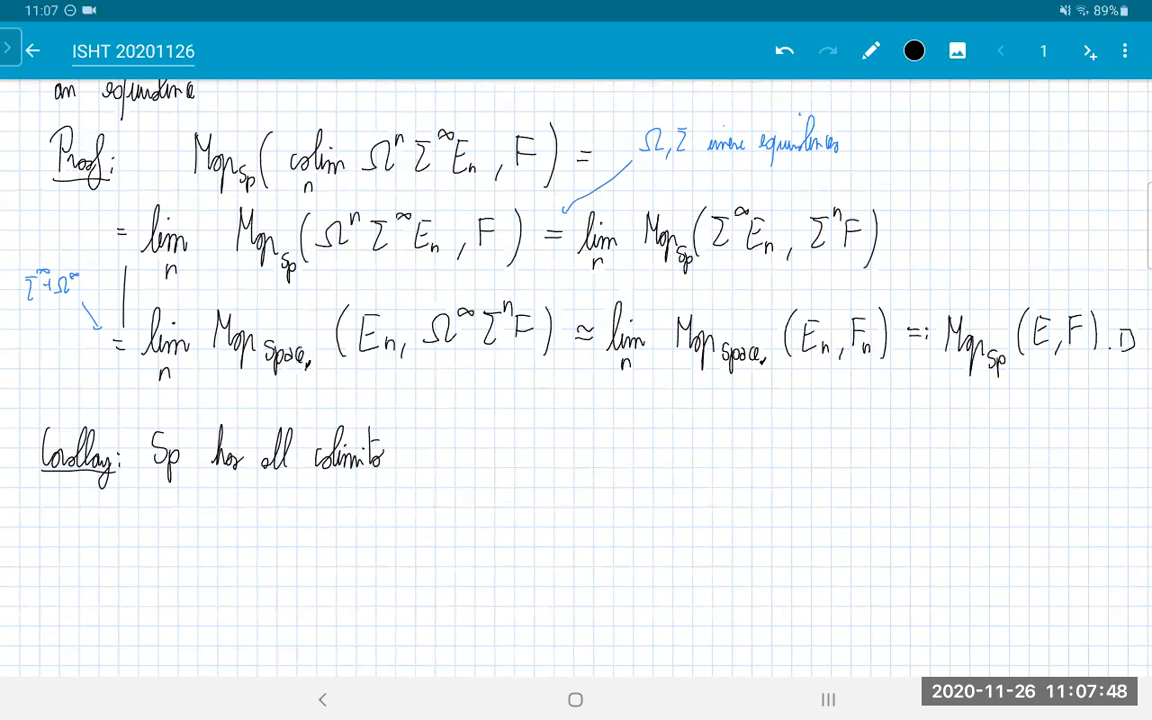 11:07
89%
ISHT 20201126
1
an equivalence
Proof: Map_Sp( colim_n Ω^n Σ^∞ E_n , F ) =
Ω, Σ inverse equivalences
= lim_n Map_Sp( Ω^n Σ^∞ E_n , F ) = lim_n Map_Sp( Σ^∞ E_n , Σ^n F )
Σ^∞ ⊣ Ω^∞
= lim_n Map_Space.( E_n, Ω^∞ Σ^n F ) ≃ lim_n Map_Space.( E_n , F_n ) =: Map_Sp( E, F ). □
Corollary: Sp has all colimits
2020-11-26 11:07:48